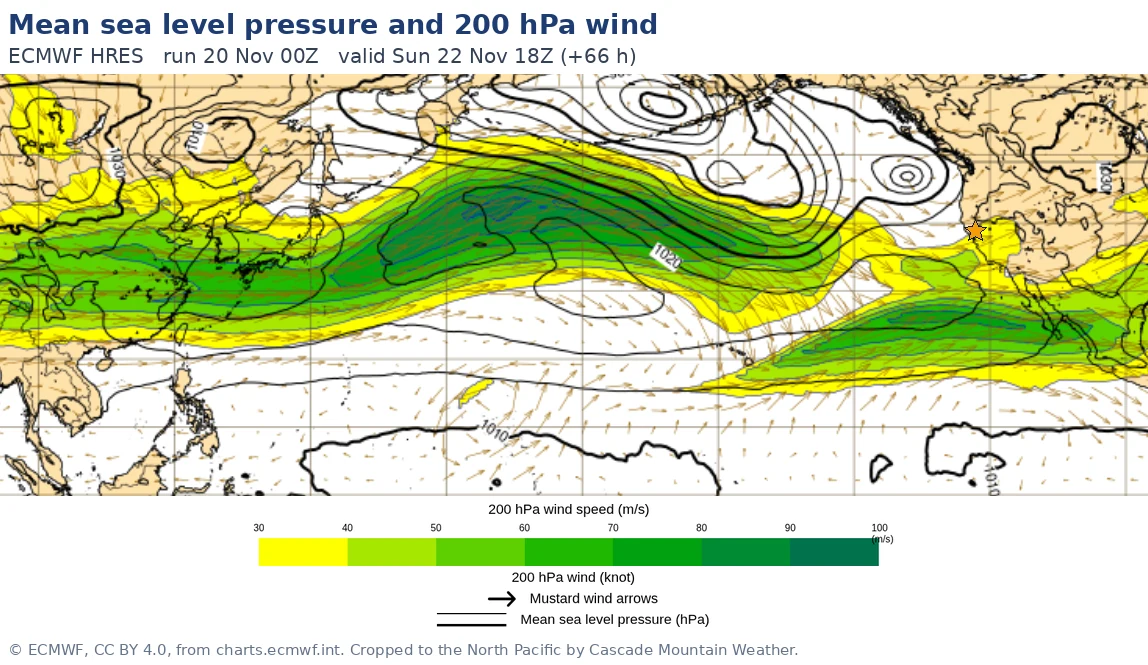 Mean sea level pressure and 200 hPa wind
ECMWF HRES run 20 Nov 00Z valid Sun 22 Nov 18Z (+66 h)
1010
1030
1030
1020
1010
1010
200 hPa wind speed (m/s)
30 40 50 60 70 80 90 100
(m/s)
200 hPa wind (knot)
Mustard wind arrows
Mean sea level pressure (hPa)
© ECMWF, CC BY 4.0, from charts.ecmwf.int. Cropped to the North Pacific by Cascade Mountain Weather.